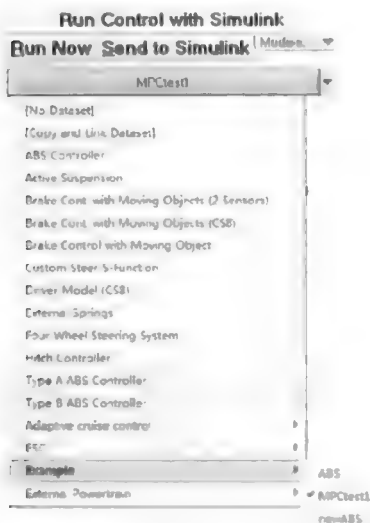 Run Control with Simulink
Run Now Send to Simulink
MPCtest1
[No Dataset]
[Copy and Link Dataset]
ABS Controller
Active Suspension
Brake Cont. with Moving Objects (2 Sensors)
Brake Cont. with Moving Objects (CS8)
Brake Control with Moving Object
Custom Steer S-Function
Driver Model (CS8)
External Springs
Four Wheel Steering System
Hitch Controller
Type A ABS Controller
Type B ABS Controller
Adaptive cruise control
ESC
Example
ABS
External Powertrain
MPCtest1
newABS